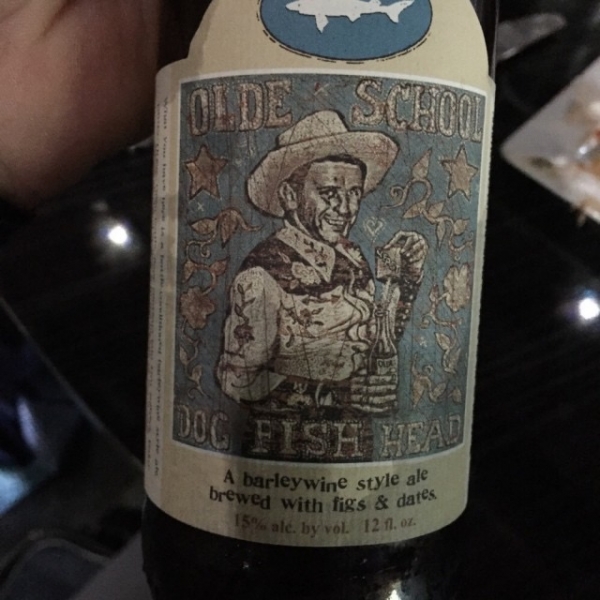 OLDE SCHOOL
DOG FISH HEAD
A barleywine style ale
brewed with figs & dates.
15% alc. by vol. 12 fl. oz.